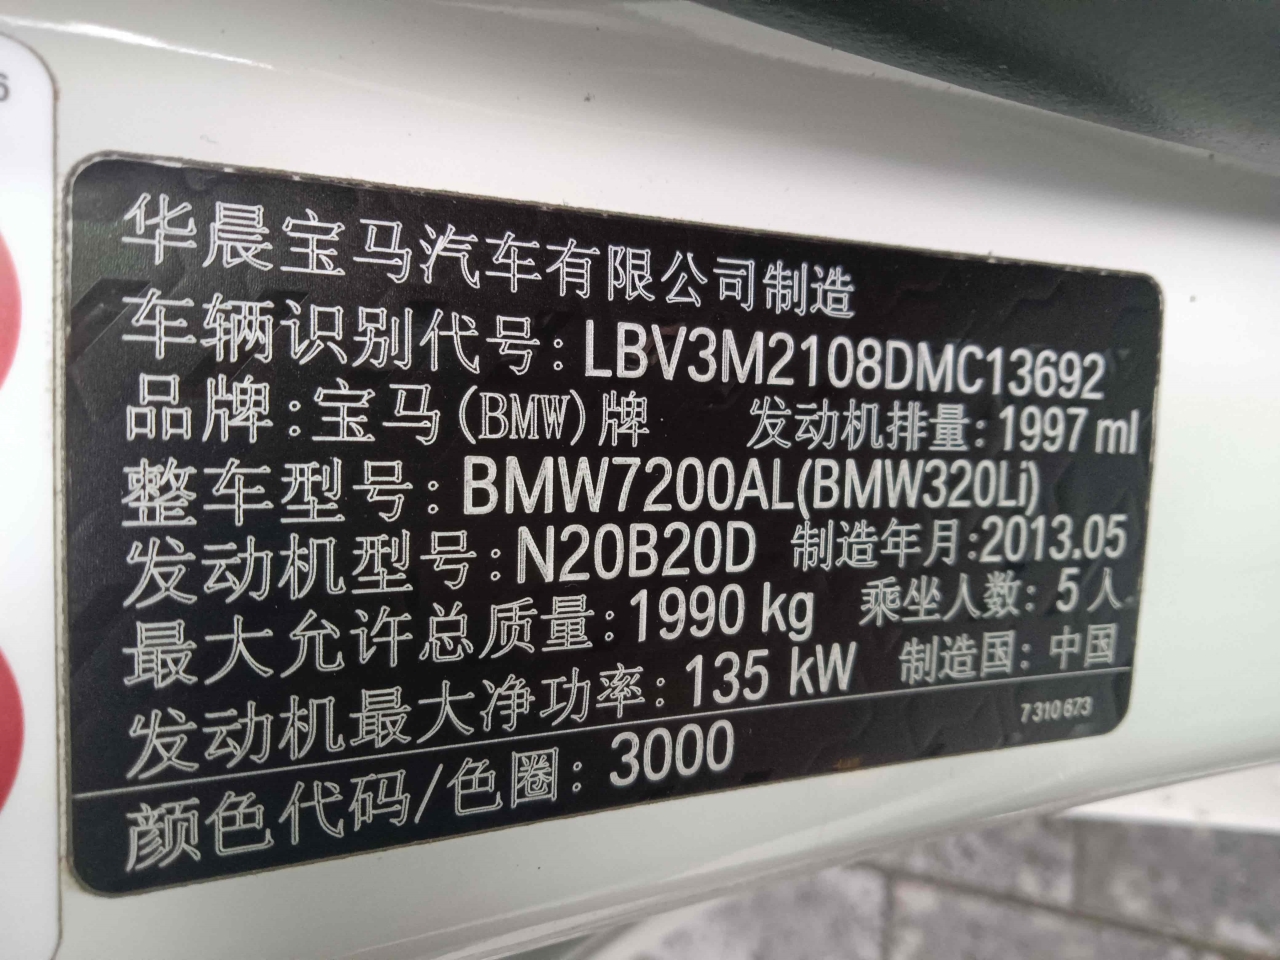 6
华晨宝马汽车有限公司制造
车辆识别代号：LBV3M2108DMC13692
品牌：宝马(BMW)牌 发动机排量：1997 ml
整车型号：BMW7200AL(BMW320Li)
发动机型号：N20B20D 制造年月：2013.05
最大允许总质量：1990 kg 乘坐人数：5人
发动机最大净功率：135 kW 制造国：中国
7310673
颜色代码/色圈：3000